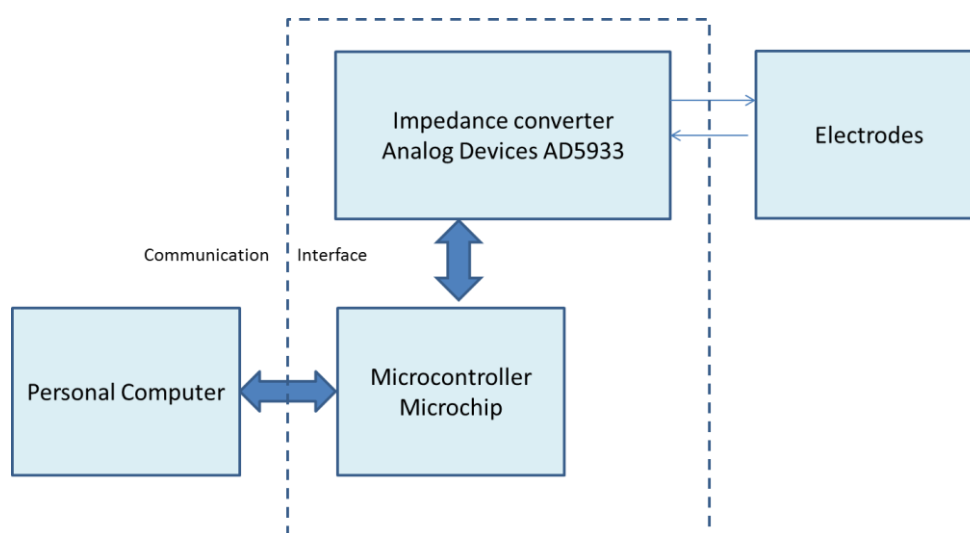 Impedance converter
Analog Devices AD5933
Electrodes
Communication
Interface
Personal Computer
Microcontroller
Microchip